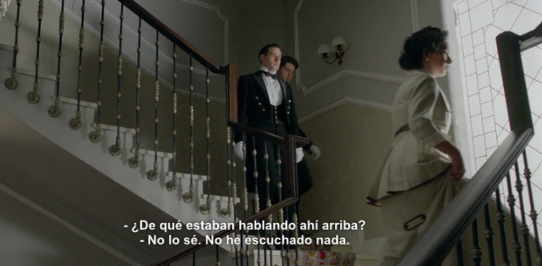 - ¿De qué estaban hablando ahí arriba?
- No lo sé. No he escuchado nada.